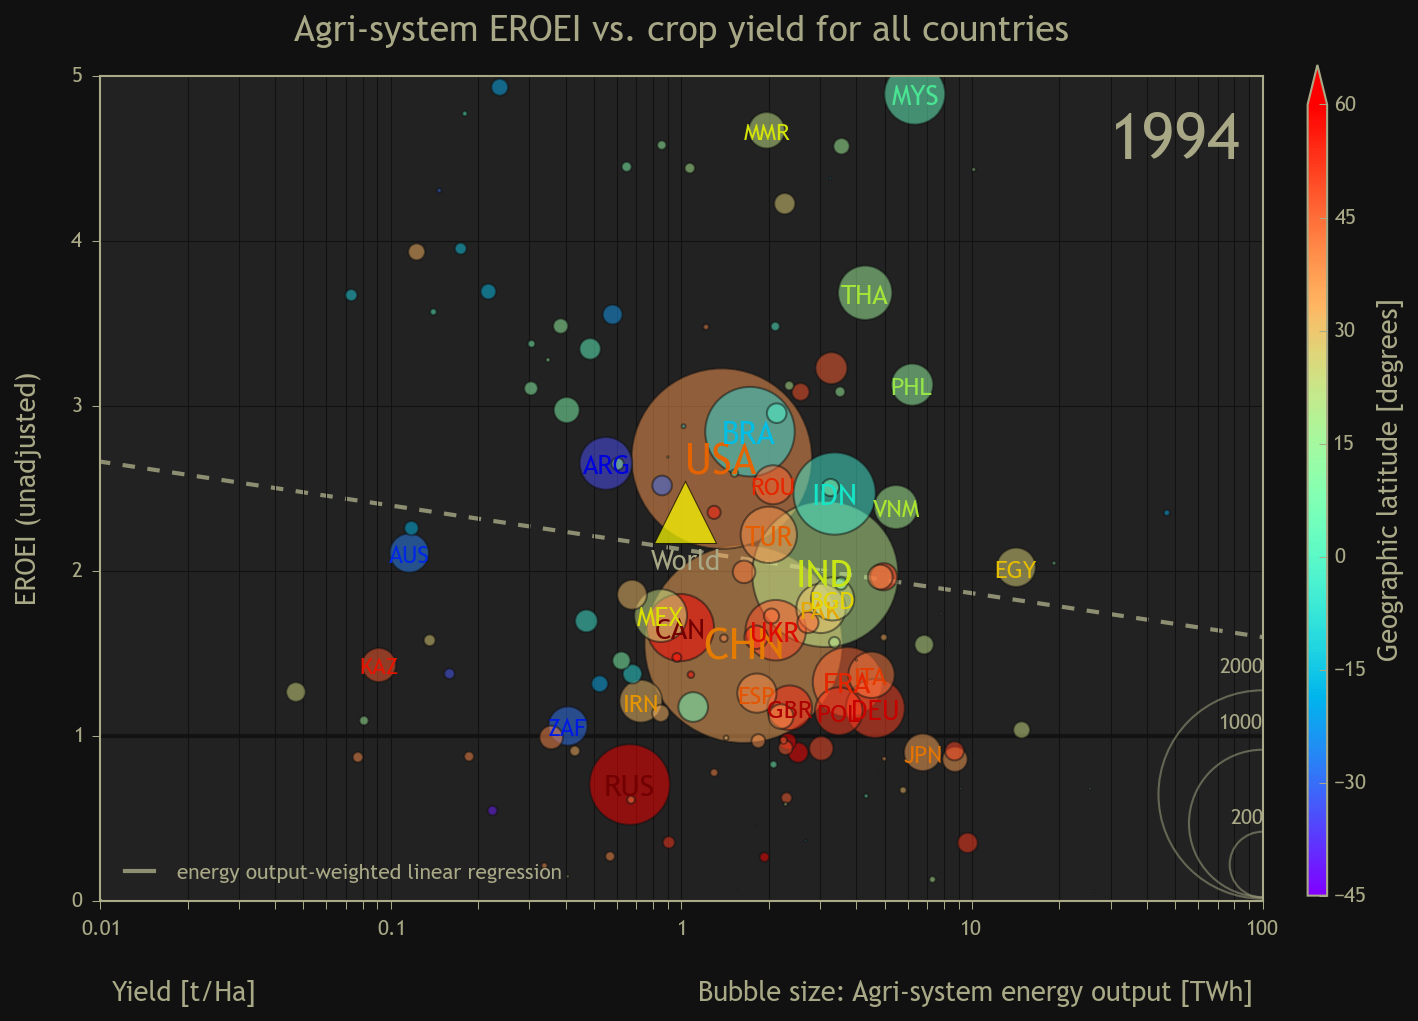 Agri-system EROEI vs. crop yield for all countries
1994
EROEI (unadjusted)
5
4
3
2
1
0
MYS
MMR
THA
PHL
BRA
USA
ARG
ROU
IDN
VNM
TUR
World
AUS
IND
EGY
BGD
PAK
MEX
CAN
UKR
CHN
KAZ
FRA
ITA
ESP
IRN
GBR
POL
DEU
ZAF
JPN
RUS
2000
1000
200
energy output-weighted linear regression
0.01
0.1
1
10
100
Yield [t/Ha]
Bubble size: Agri-system energy output [TWh]
60
45
30
15
0
−15
−30
−45
Geographic latitude [degrees]